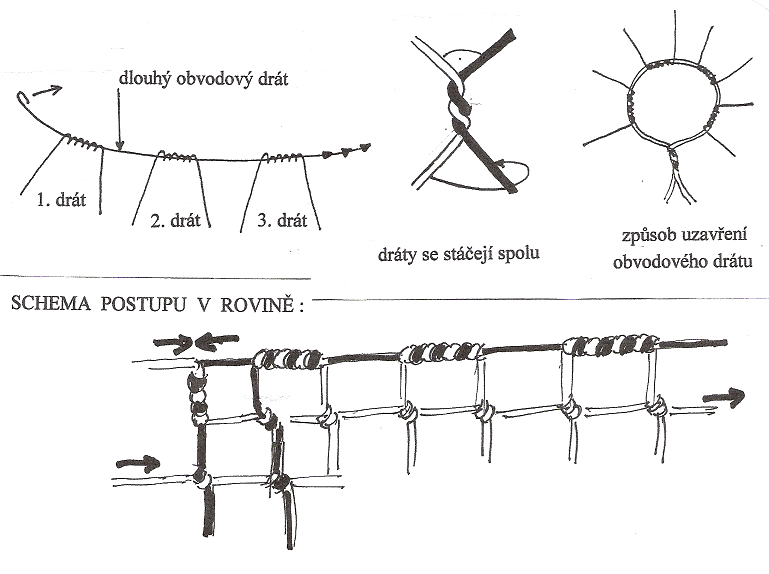 dlouhý obvodový drát
1. drát
2. drát
3. drát
dráty se stáčejí spolu
způsob uzavření
obvodového drátu
SCHEMA POSTUPU V ROVINĚ :